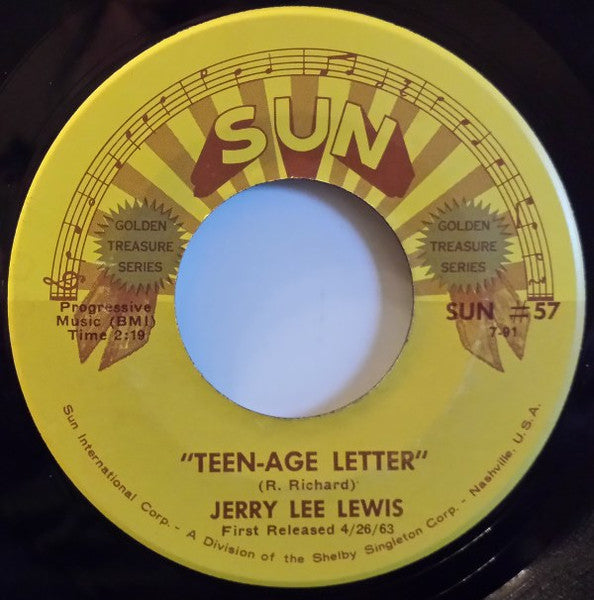 SUN
GOLDEN
TREASURE
SERIES
GOLDEN
TREASURE
SERIES
Progressive
Music (BMI)
Time 2:19
SUN #57
7-91
"TEEN-AGE LETTER"
(R. Richard)
JERRY LEE LEWIS
First Released 4/26/63
Sun International Corp. - A Division of the Shelby Singleton Corp. - Nashville, U.S.A.